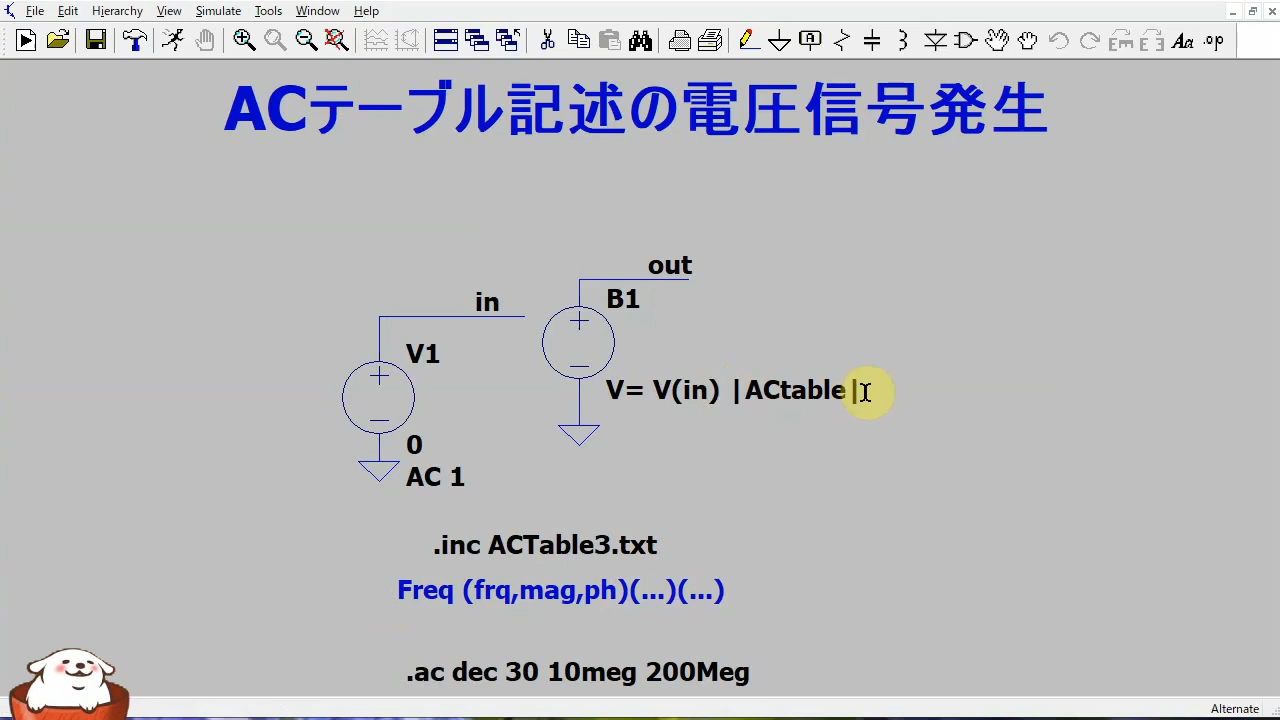 File Edit Hierarchy View Simulate Tools Window Help
Aa .op
ACテーブル記述の電圧信号発生
out
in
B1
V1
V= V(in) |ACtable|
0
AC 1
.inc ACTable3.txt
Freq (frq,mag,ph)(...)(...)
.ac dec 30 10meg 200Meg
Alternate